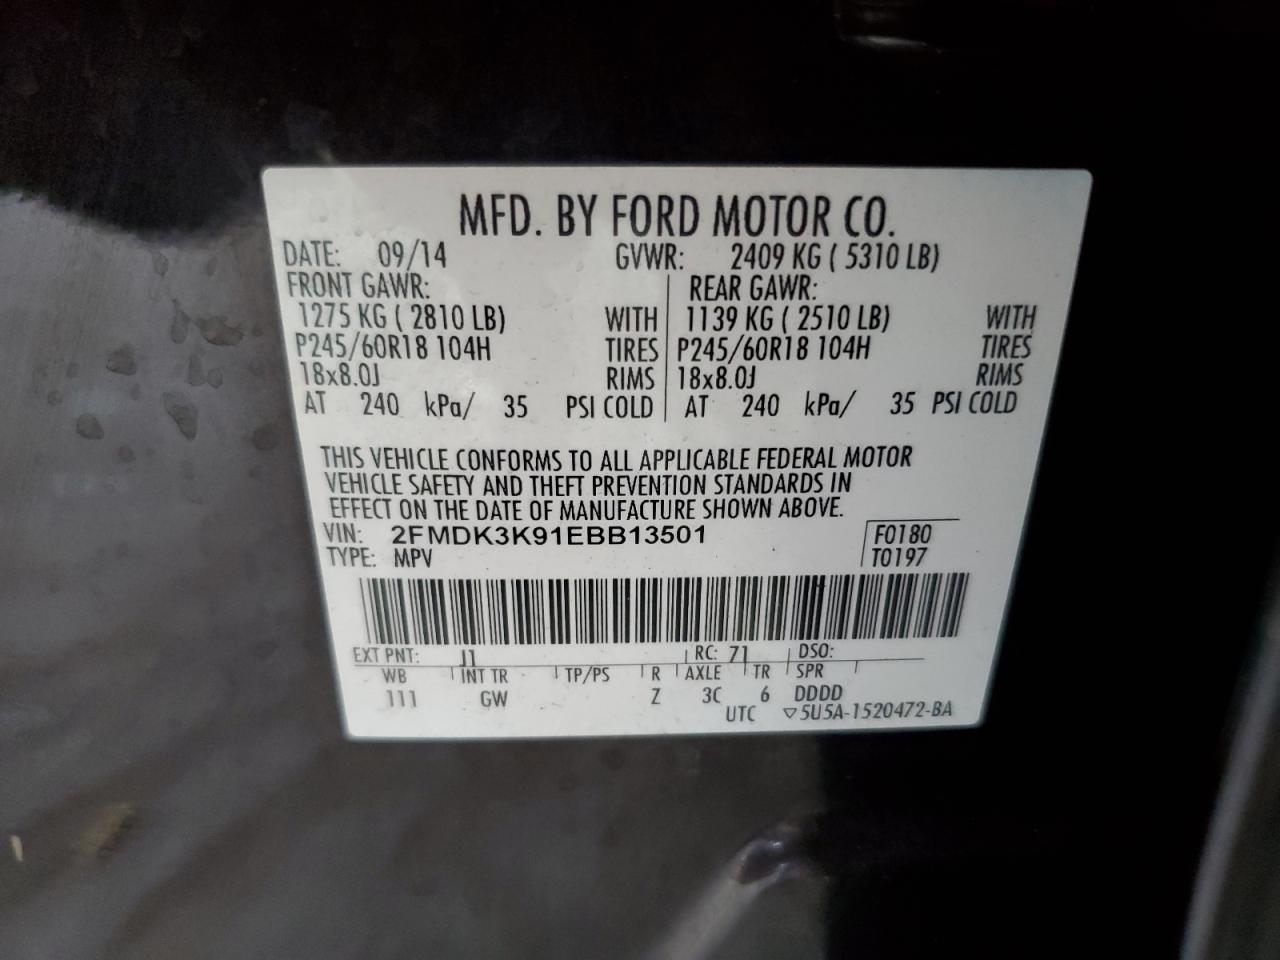 MFD. BY FORD MOTOR CO.
DATE: 09/14 GVWR: 2409 KG ( 5310 LB)
FRONT GAWR: REAR GAWR:
1275 KG ( 2810 LB) WITH 1139 KG ( 2510 LB) WITH
P245/60R18 104H TIRES P245/60R18 104H TIRES
18x8.0J RIMS 18x8.0J RIMS
AT 240 kPa/ 35 PSI COLD AT 240 kPa/ 35 PSI COLD
THIS VEHICLE CONFORMS TO ALL APPLICABLE FEDERAL MOTOR
VEHICLE SAFETY AND THEFT PREVENTION STANDARDS IN
EFFECT ON THE DATE OF MANUFACTURE SHOWN ABOVE.
VIN: 2FMDK3K91EBB13501 F0180
TYPE: MPV T0197
EXT PNT: J1 RC: 71 DSO:
WB INT TR TP/PS R AXLE TR SPR
111 GW Z 3C 6 DDDD
UTC ▽5U5A-1520472-BA